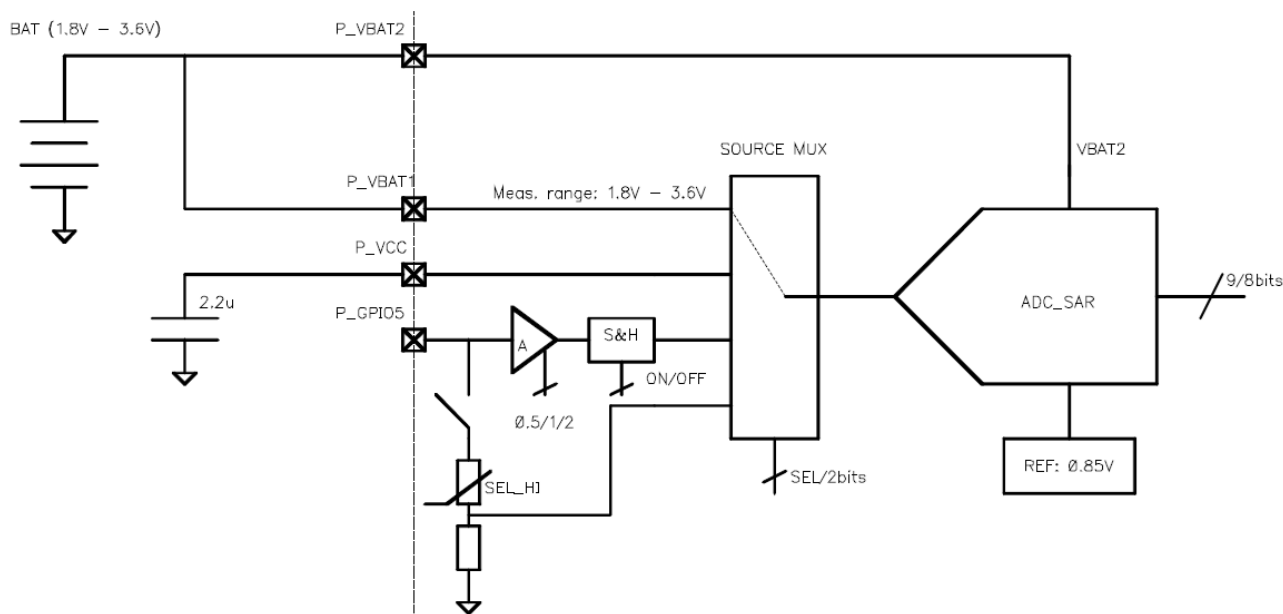 BAT (1.8V – 3.6V)
P_VBAT2
SOURCE MUX
VBAT2
P_VBAT1
Meas. range: 1.8V – 3.6V
P_VCC
2.2u
9/8bits
ADC_SAR
P_GPIO5
A
S&H
ON/OFF
0.5/1/2
SEL_HI
SEL/2bits
REF: 0.85V